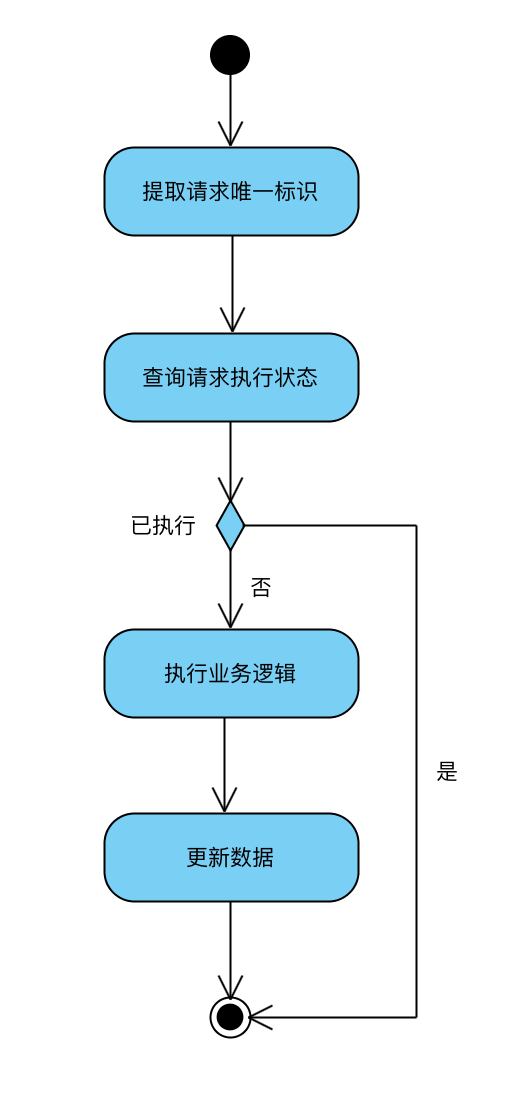 提取请求唯一标识
查询请求执行状态
已执行
否
执行业务逻辑
是
更新数据